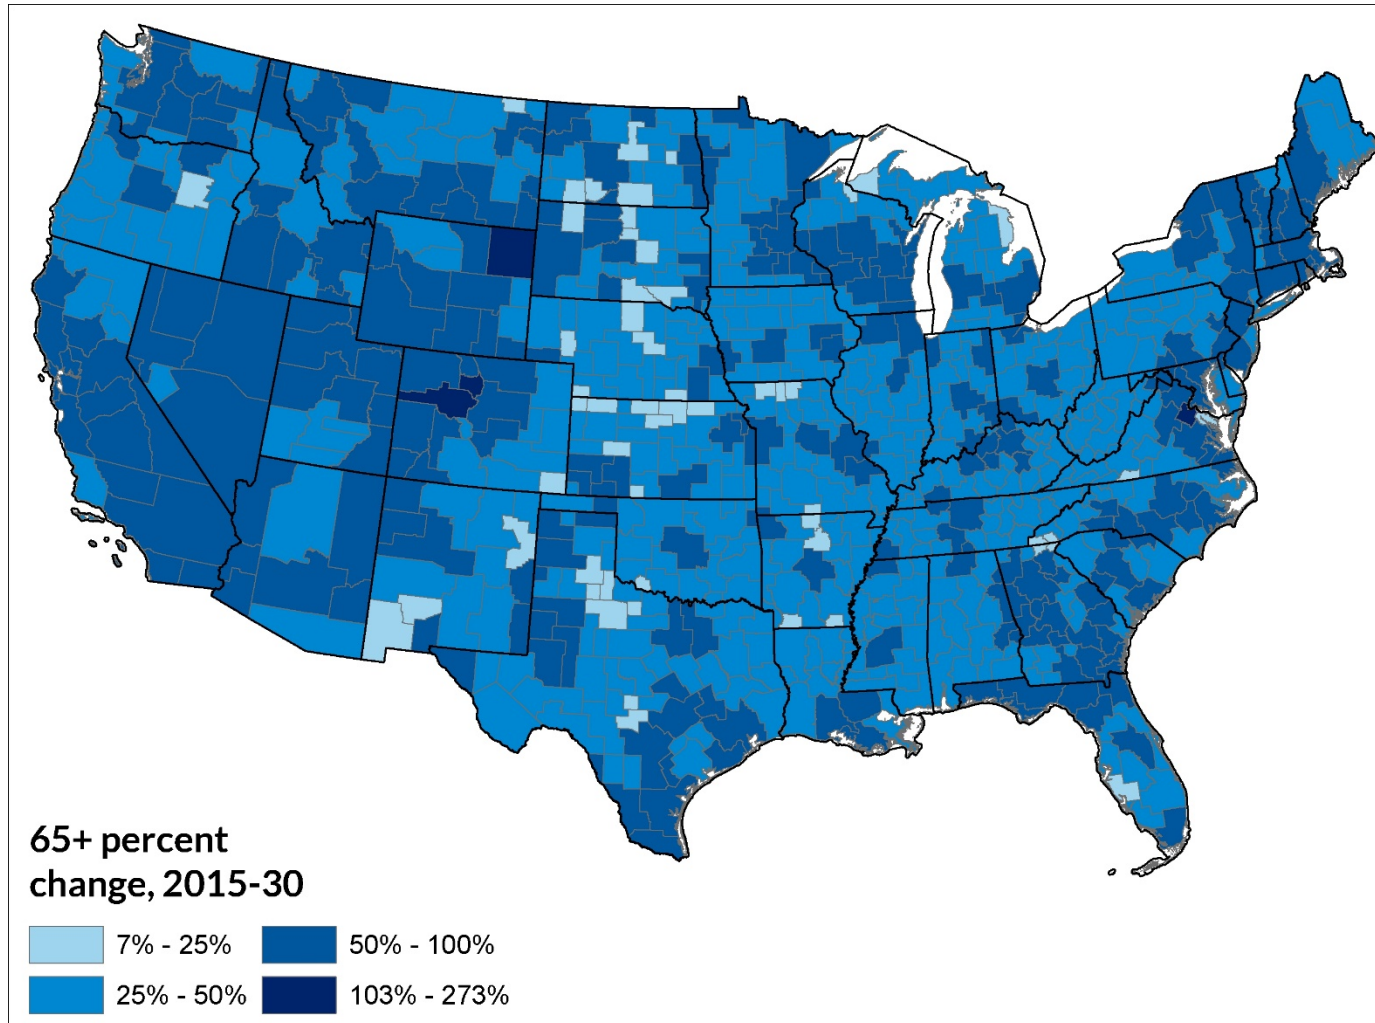 65+ percent
change, 2015-30
7% - 25%
50% - 100%
25% - 50%
103% - 273%